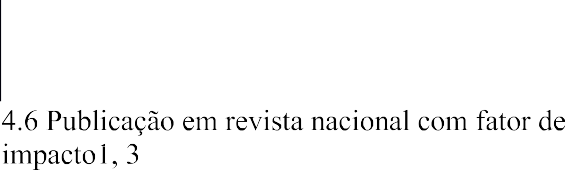 4.6 Publicação em revista nacional com fator de
impacto1, 3